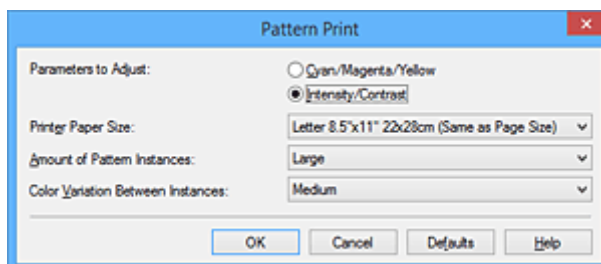 Pattern Print
Parameters to Adjust:
Cyan/Magenta/Yellow
Intensity/Contrast
Printer Paper Size: Letter 8.5"x11" 22x28cm (Same as Page Size)
Amount of Pattern Instances: Large
Color Variation Between Instances: Medium
OK Cancel Defaults Help